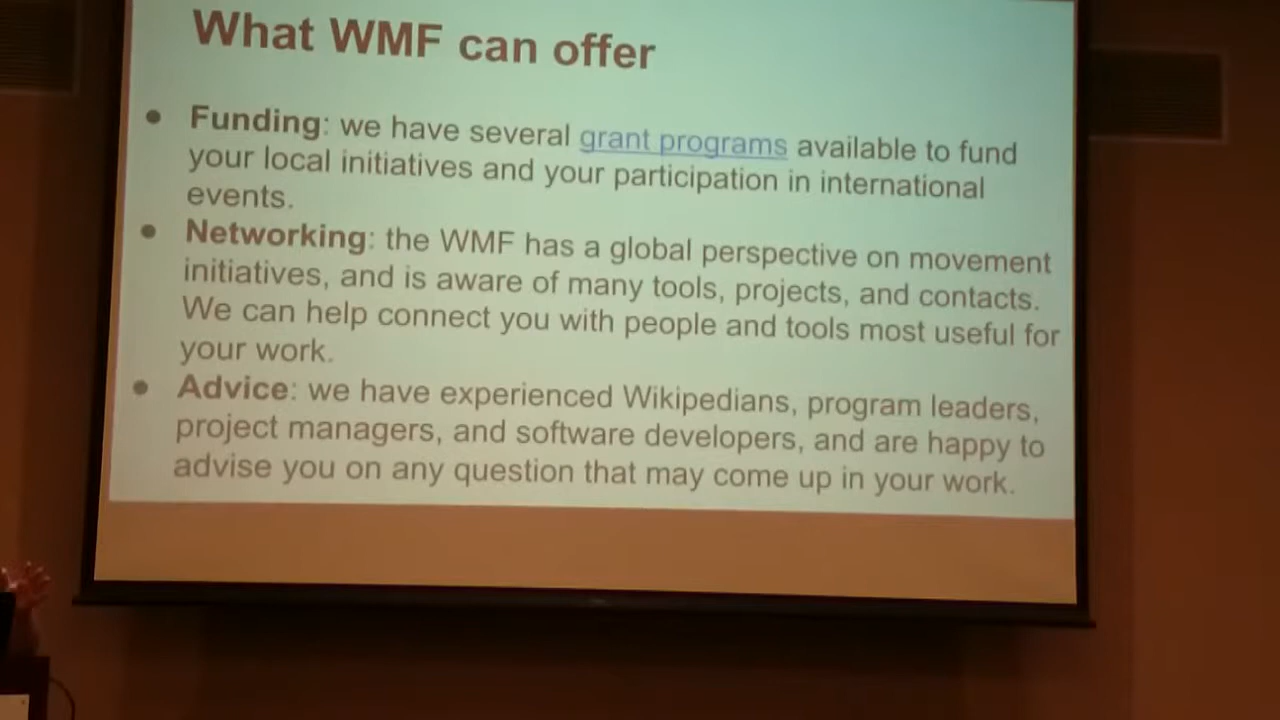 What WMF can offer
● Funding: we have several grant programs available to fund
your local initiatives and your participation in international
events.
● Networking: the WMF has a global perspective on movement
initiatives, and is aware of many tools, projects, and contacts.
We can help connect you with people and tools most useful for
your work.
● Advice: we have experienced Wikipedians, program leaders,
project managers, and software developers, and are happy to
advise you on any question that may come up in your work.